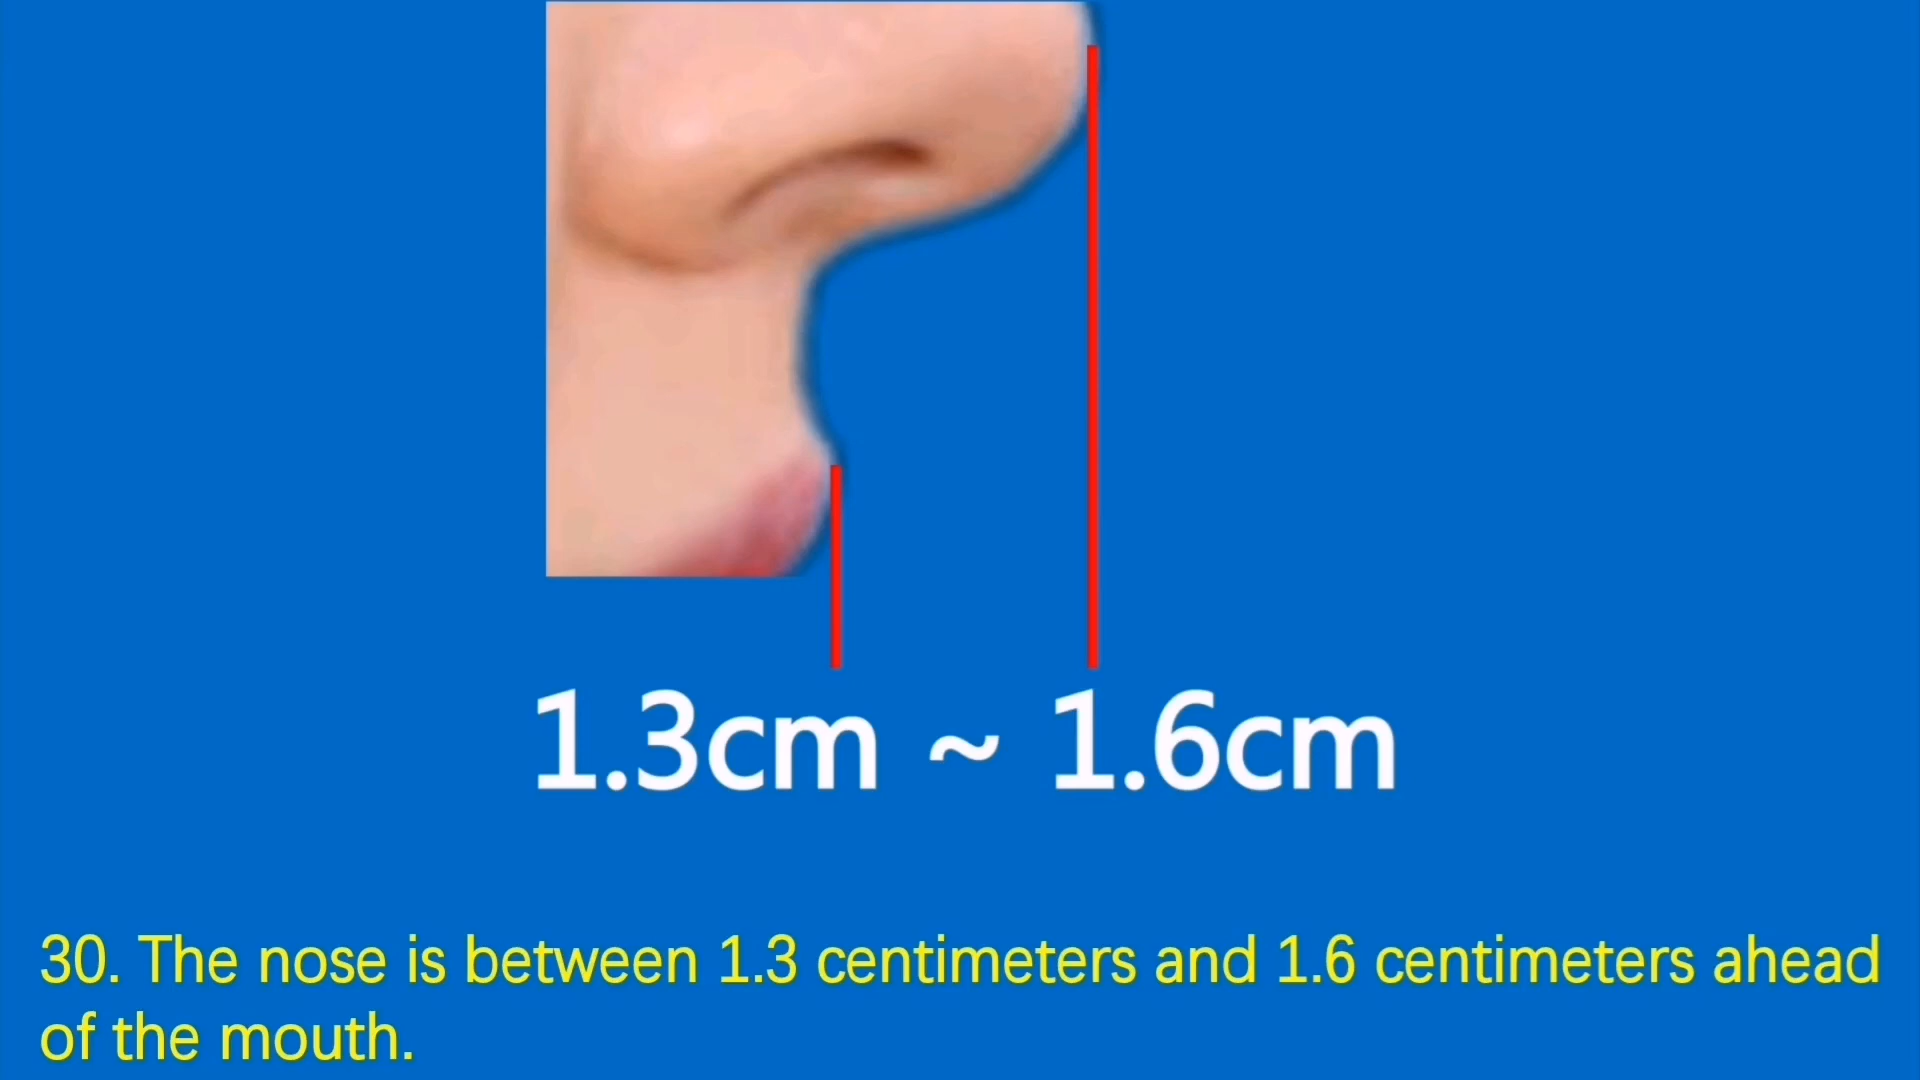 1.3cm ~ 1.6cm
30. The nose is between 1.3 centimeters and 1.6 centimeters ahead
of the mouth.